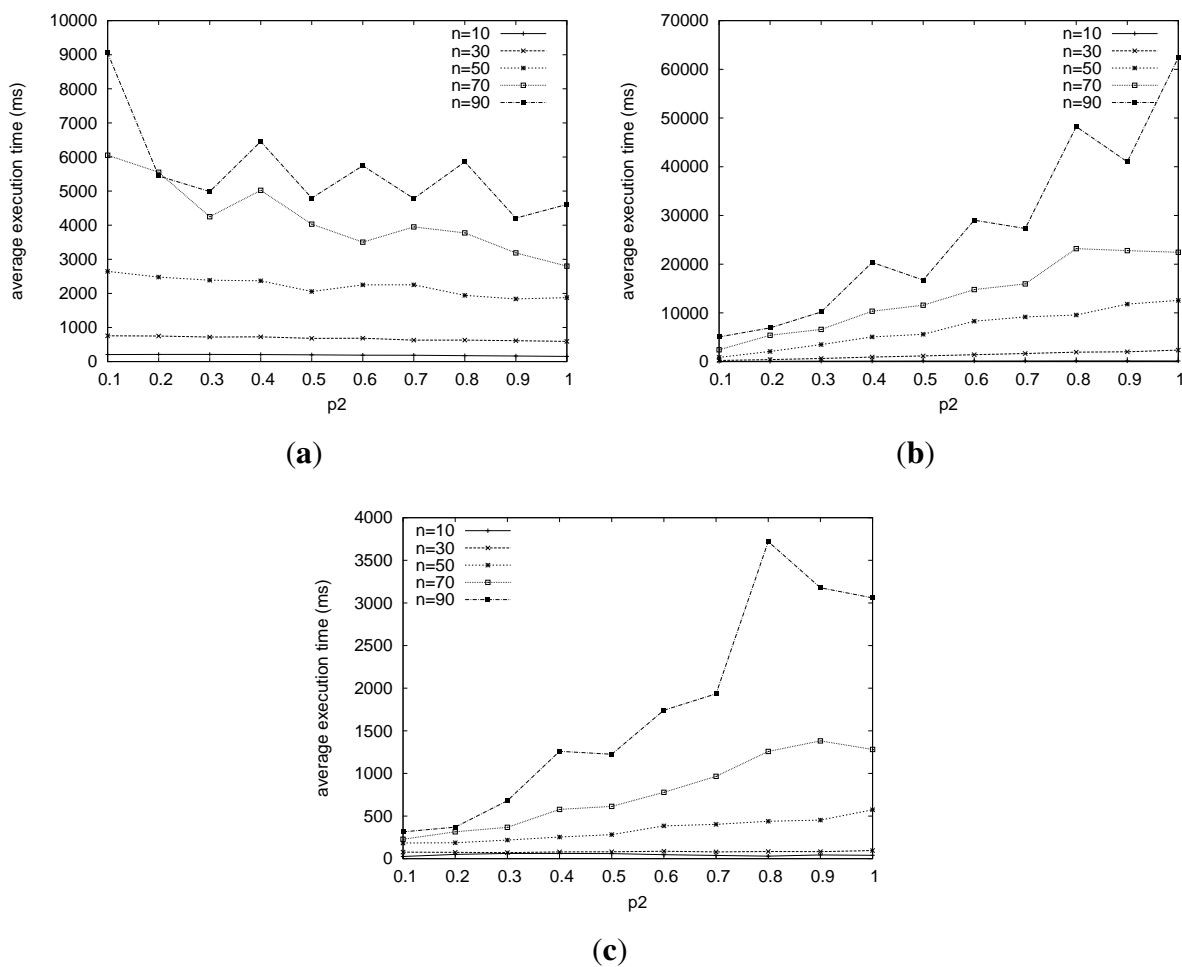 10000
9000
8000
7000
6000
5000
4000
3000
2000
1000
0
average execution time (ms)
n=10
n=30
n=50
n=70
n=90
0.1 0.2 0.3 0.4 0.5 0.6 0.7 0.8 0.9 1
p2
(a)
70000
60000
50000
40000
30000
20000
10000
0
average execution time (ms)
n=10
n=30
n=50
n=70
n=90
0.1 0.2 0.3 0.4 0.5 0.6 0.7 0.8 0.9 1
p2
(b)
4000
3500
3000
2500
2000
1500
1000
500
0
average execution time (ms)
n=10
n=30
n=50
n=70
n=90
0.1 0.2 0.3 0.4 0.5 0.6 0.7 0.8 0.9 1
p2
(c)